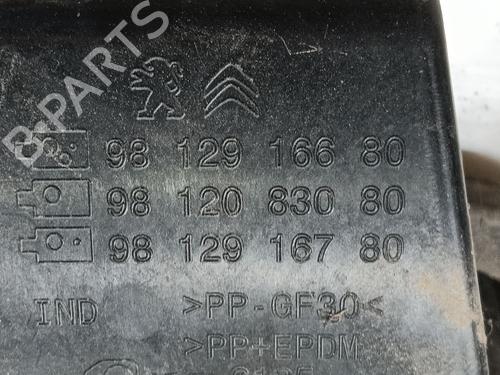 B-PARTS
98 129 166 80
98 120 830 80
98 129 167 80
IND >PP-GF30<
>PP+EPDM